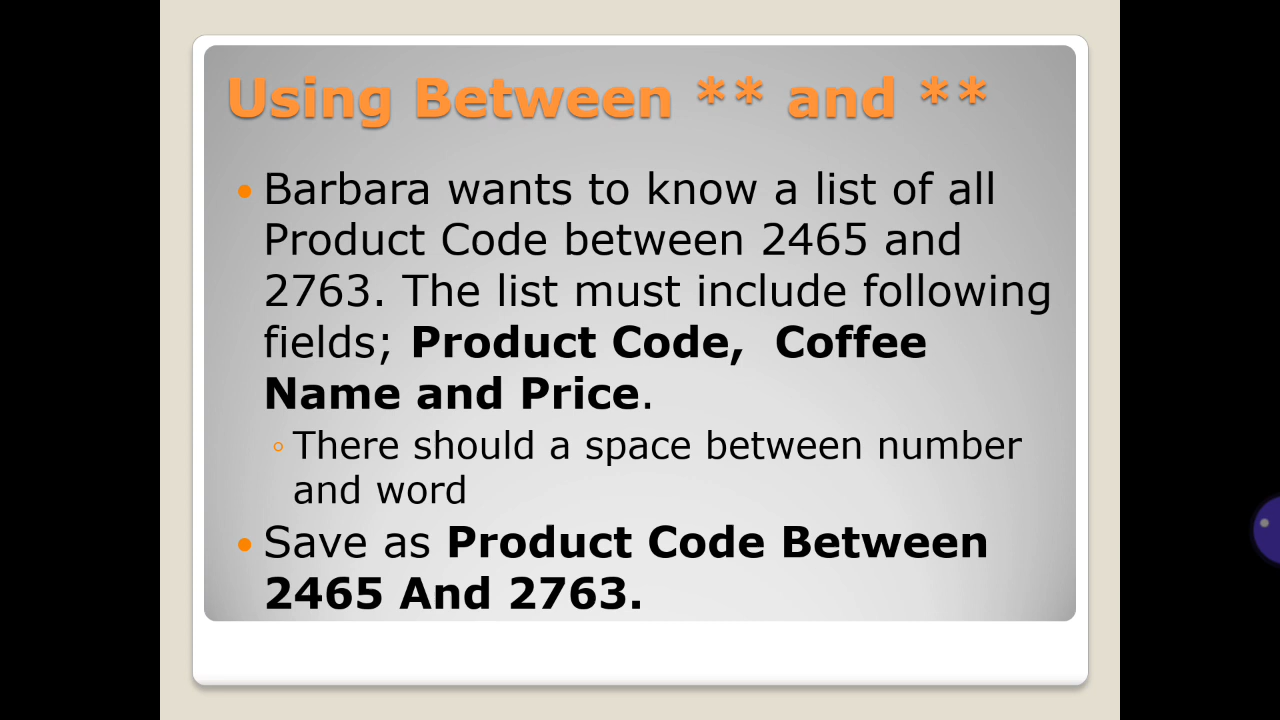 Using Between ** and **
• Barbara wants to know a list of all
Product Code between 2465 and
2763. The list must include following
fields; Product Code,  Coffee
Name and Price.
◦ There should a space between number
and word
• Save as Product Code Between
2465 And 2763.